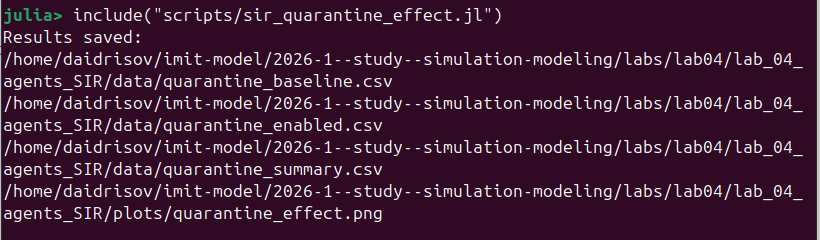 julia> include("scripts/sir_quarantine_effect.jl")
Results saved:
/home/daidrisov/imit-model/2026-1--study--simulation-modeling/labs/lab04/lab_04_
agents_SIR/data/quarantine_baseline.csv
/home/daidrisov/imit-model/2026-1--study--simulation-modeling/labs/lab04/lab_04_
agents_SIR/data/quarantine_enabled.csv
/home/daidrisov/imit-model/2026-1--study--simulation-modeling/labs/lab04/lab_04_
agents_SIR/data/quarantine_summary.csv
/home/daidrisov/imit-model/2026-1--study--simulation-modeling/labs/lab04/lab_04_
agents_SIR/plots/quarantine_effect.png